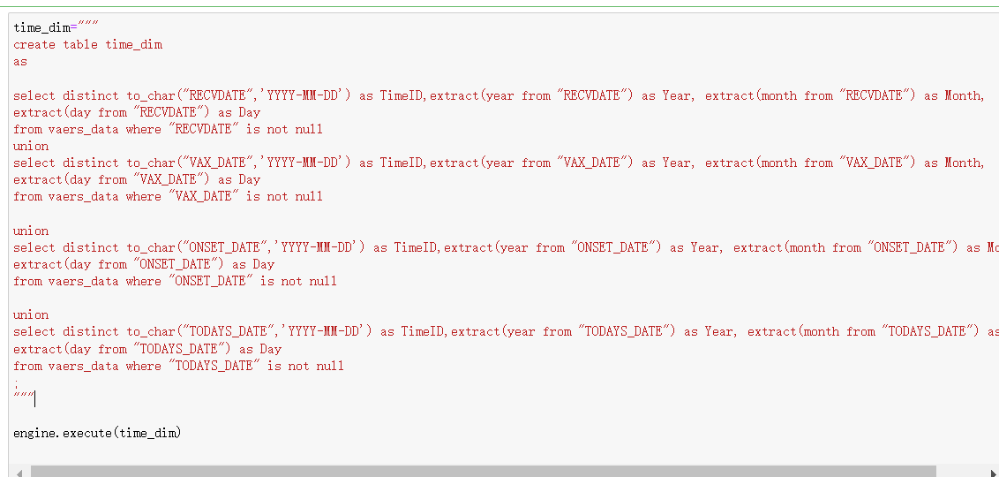 time_dim="""
create table time_dim
as
select distinct to_char("RECVDATE",'YYYY-MM-DD') as TimeID,extract(year from "RECVDATE") as Year, extract(month from "RECVDATE") as Month,
extract(day from "RECVDATE") as Day
from vaers_data where "RECVDATE" is not null
union
select distinct to_char("VAX_DATE",'YYYY-MM-DD') as TimeID,extract(year from "VAX_DATE") as Year, extract(month from "VAX_DATE") as Month,
extract(day from "VAX_DATE") as Day
from vaers_data where "VAX_DATE" is not null
union
select distinct to_char("ONSET_DATE",'YYYY-MM-DD') as TimeID,extract(year from "ONSET_DATE") as Year, extract(month from "ONSET_DATE") as Mo
extract(day from "ONSET_DATE") as Day
from vaers_data where "ONSET_DATE" is not null
union
select distinct to_char("TODAYS_DATE",'YYYY-MM-DD') as TimeID,extract(year from "TODAYS_DATE") as Year, extract(month from "TODAYS_DATE") as
extract(day from "TODAYS_DATE") as Day
from vaers_data where "TODAYS_DATE" is not null
;
"""
engine.execute(time_dim)